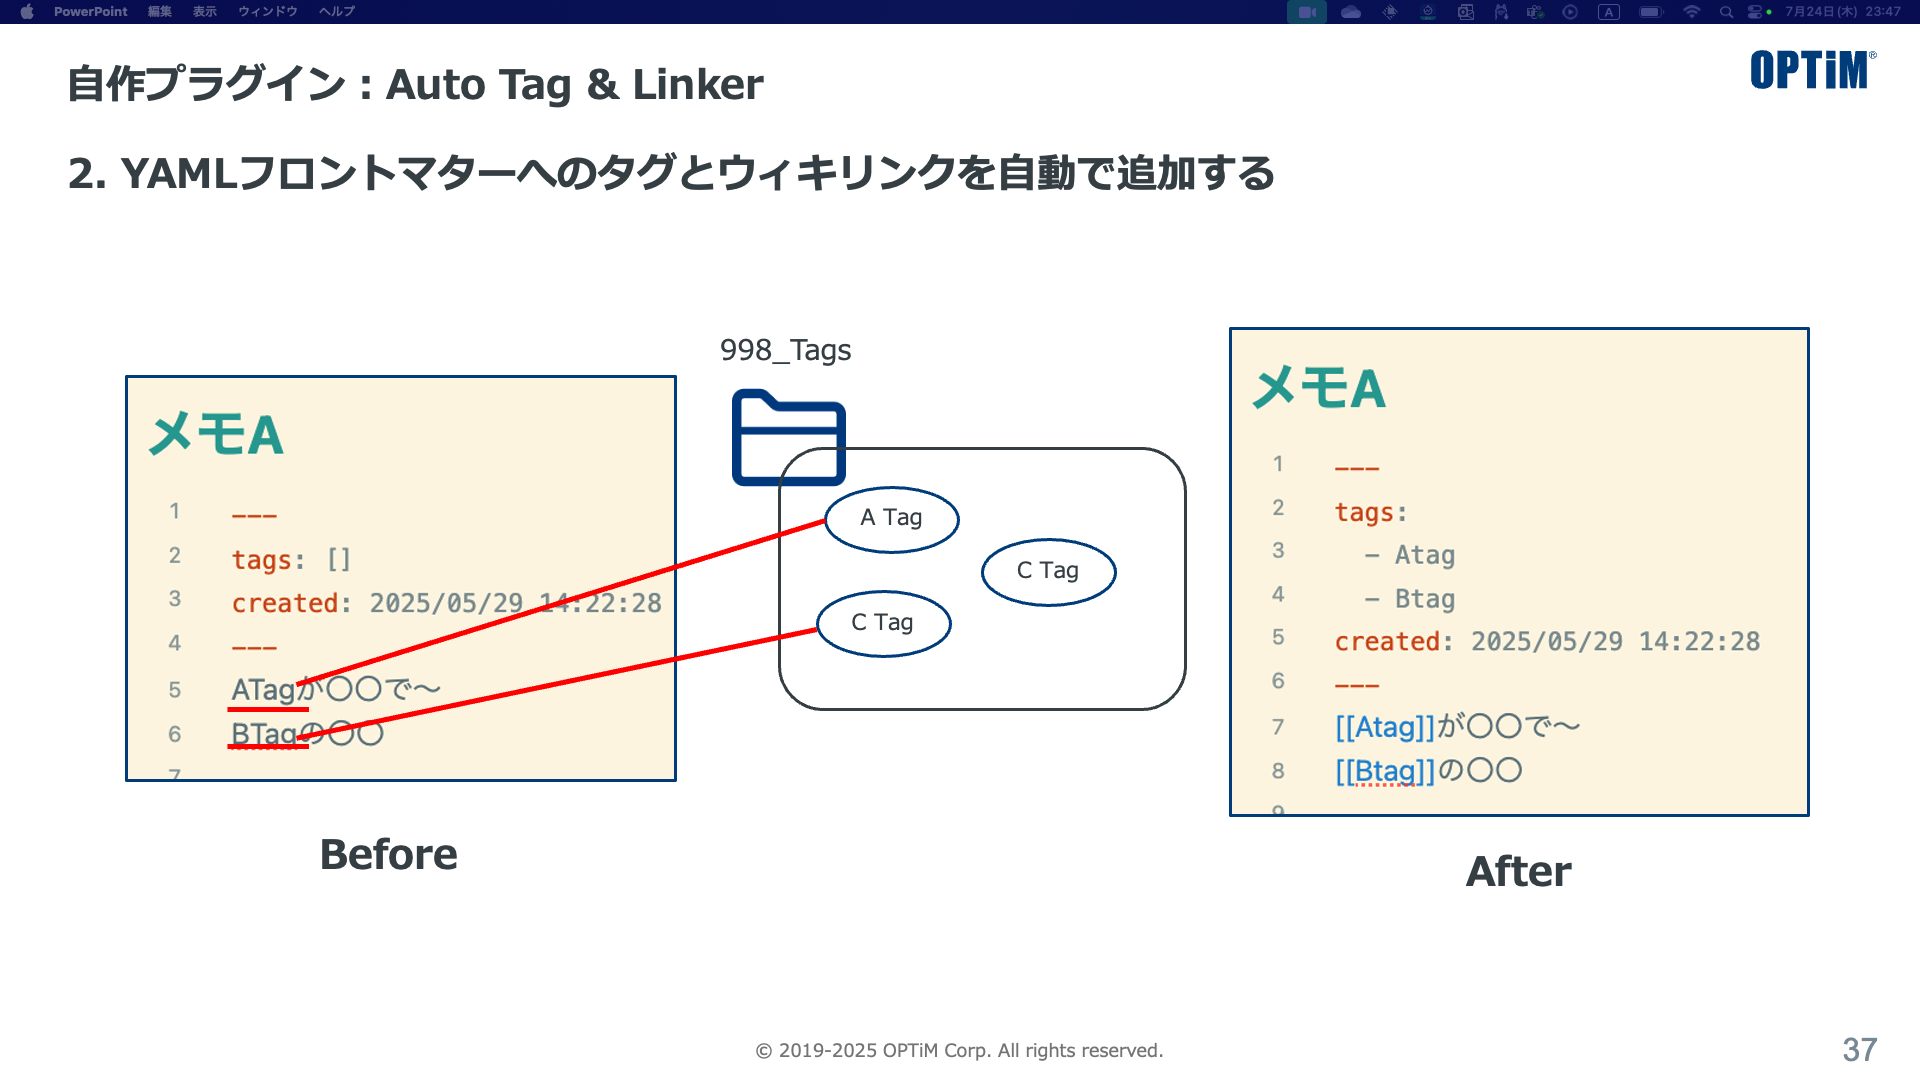 PowerPoint 編集 表示 ウィンドウ ヘルプ A 7月24日(木) 23:47
自作プラグイン : Auto Tag & Linker
OPTiM®
2. YAMLフロントマターへのタグとウィキリンクを自動で追加する
メモA
1 ---
2 tags: []
3 created: 2025/05/29 14:22:28
4 ---
5 ATagが〇〇で〜
6 BTagの〇〇
7
Before
998_Tags
A Tag
C Tag
C Tag
メモA
1 ---
2 tags:
3 - Atag
4 - Btag
5 created: 2025/05/29 14:22:28
6 ---
7 [[Atag]]が〇〇で〜
8 [[Btag]]の〇〇
9
After
© 2019-2025 OPTiM Corp. All rights reserved.
37